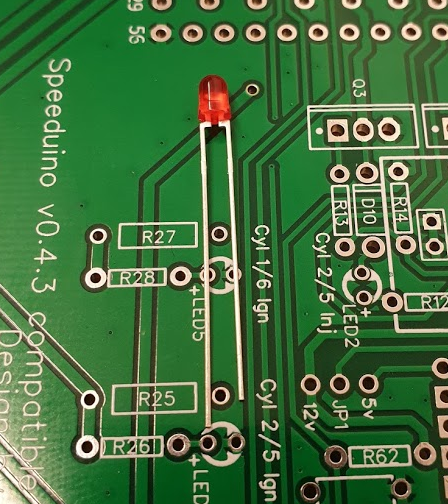 56
Q3
Speeduino v0.4.3 compatible
Design
R13
D10
R14
R27
R28
+LED5
Cyl 1/6 Ign
Cyl 2/5 Inj
+LED2
R12
R25
R26
+LED
Cyl 2/5 Ign
12v
JP1
5v
R62